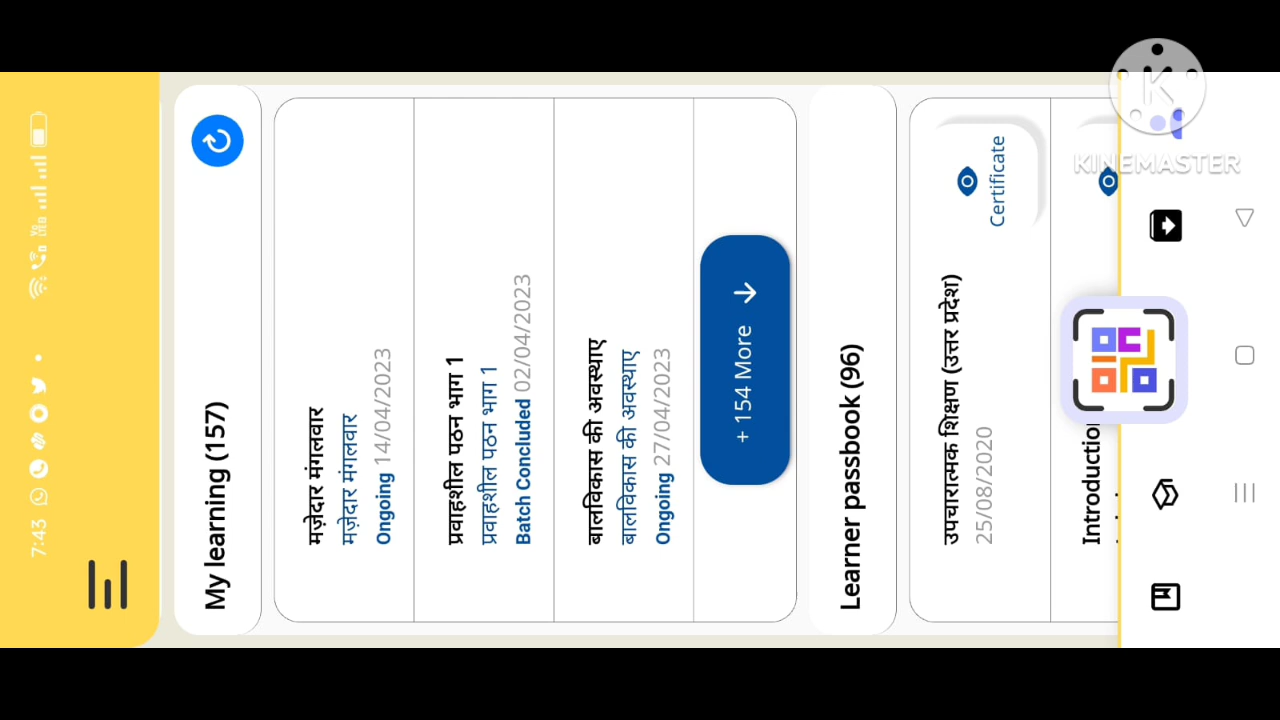 7:43
My learning (157)
मज़ेदार मंगलवार
मज़ेदार मंगलवार
Ongoing 14/04/2023
प्रवाहशील पठन भाग 1
प्रवाहशील पठन भाग 1
Batch Concluded 02/04/2023
बालविकास की अवस्थाए
बालविकास की अवस्थाए
Ongoing 27/04/2023
+ 154 More
Learner passbook (96)
उपचारात्मक शिक्षण (उत्तर प्रदेश)
25/08/2020
Certificate
Introduction
KINEMASTER